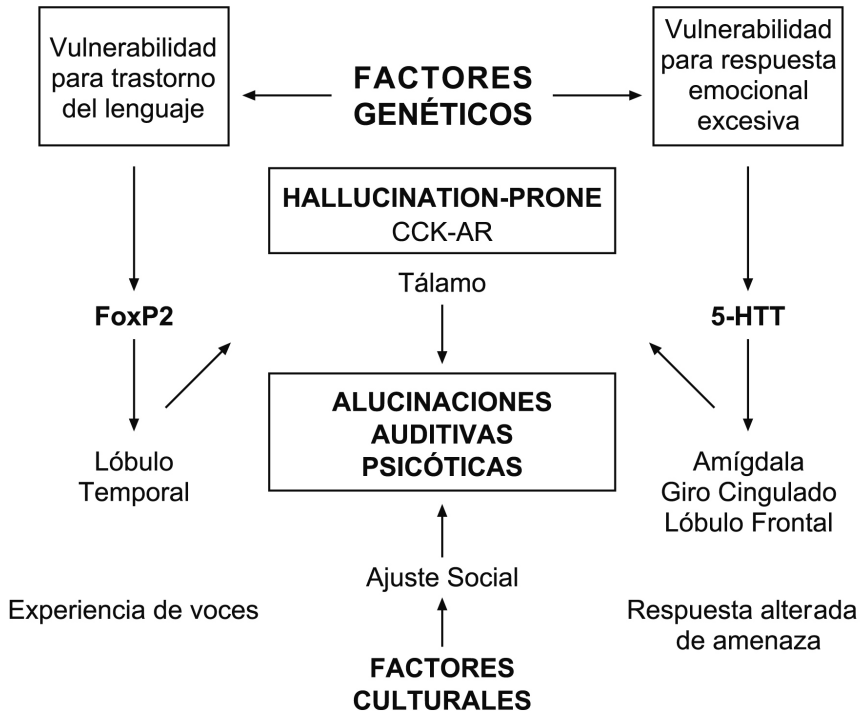 Vulnerabilidad
para trastorno
del lenguaje
FACTORES
GENÉTICOS
Vulnerabilidad
para respuesta
emocional
excesiva
HALLUCINATION-PRONE
CCK-AR
Tálamo
FoxP2
5-HTT
ALUCINACIONES
AUDITIVAS
PSICÓTICAS
Lóbulo
Temporal
Amígdala
Giro Cingulado
Lóbulo Frontal
Ajuste Social
Experiencia de voces
Respuesta alterada
de amenaza
FACTORES
CULTURALES